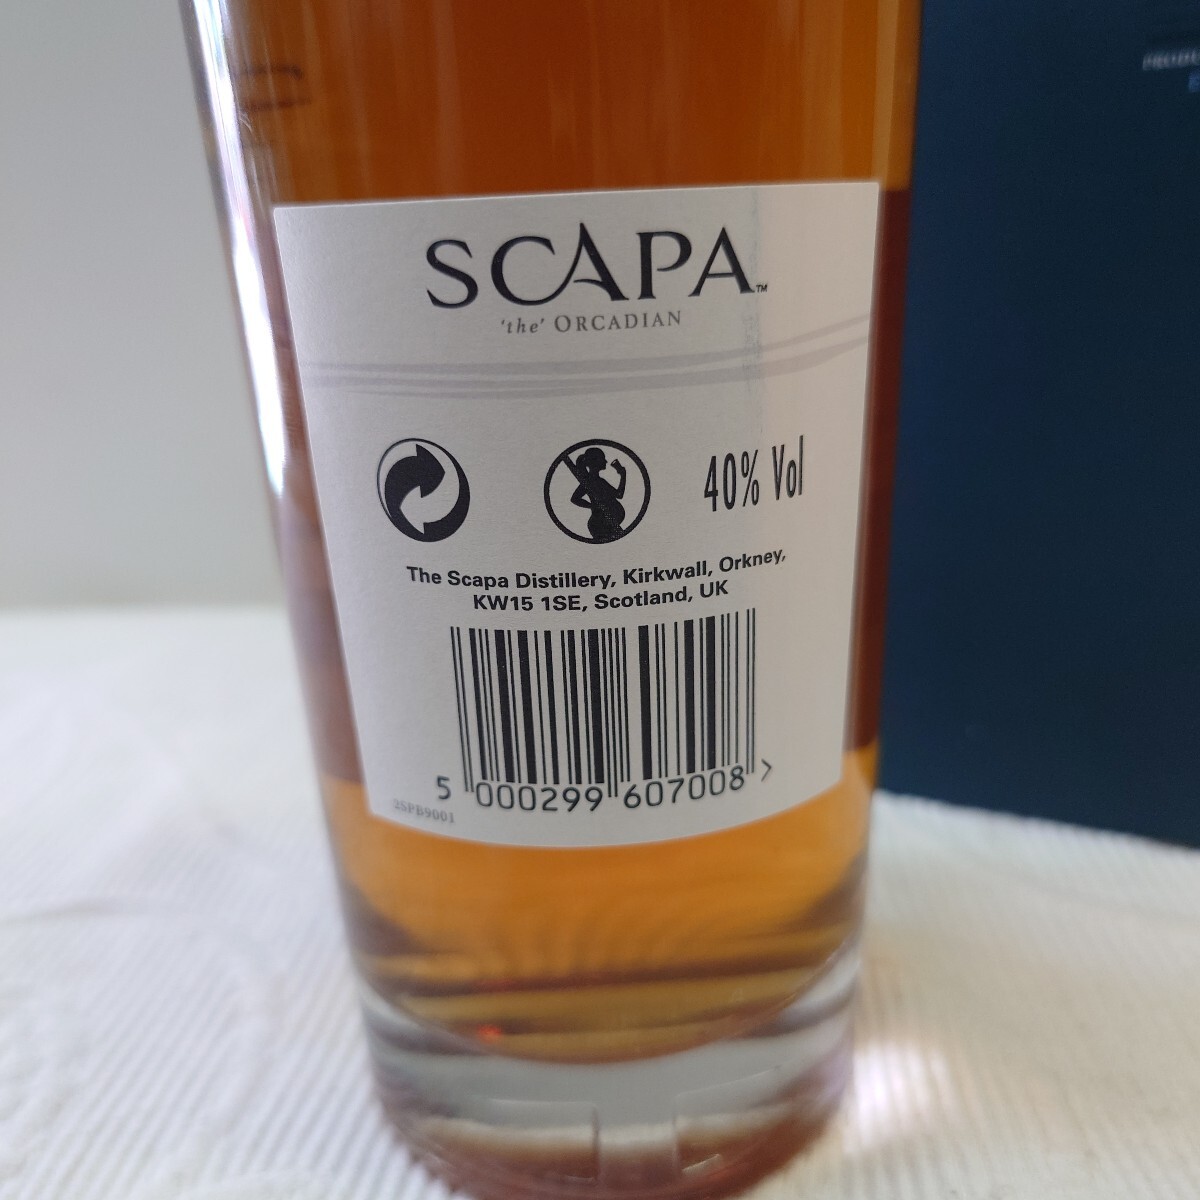 SCAPA™
'the' ORCADIAN
40% Vol
The Scapa Distillery, Kirkwall, Orkney,
KW15 1SE, Scotland, UK
5 000299 607008 >
2SPB9001